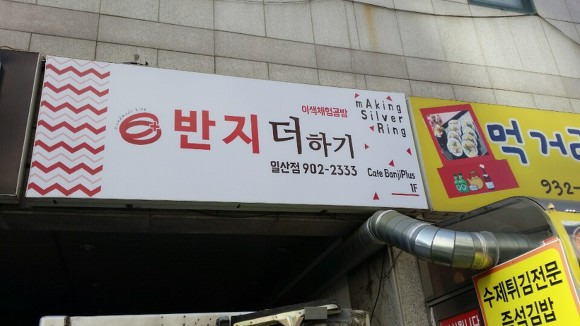 이색체험공방
반지더하기
일산점 902-2333
mAking
Silver
Ring
Cafe BanjiPlus
1F
먹거리
932-
수제튀김전문
즉석김밥